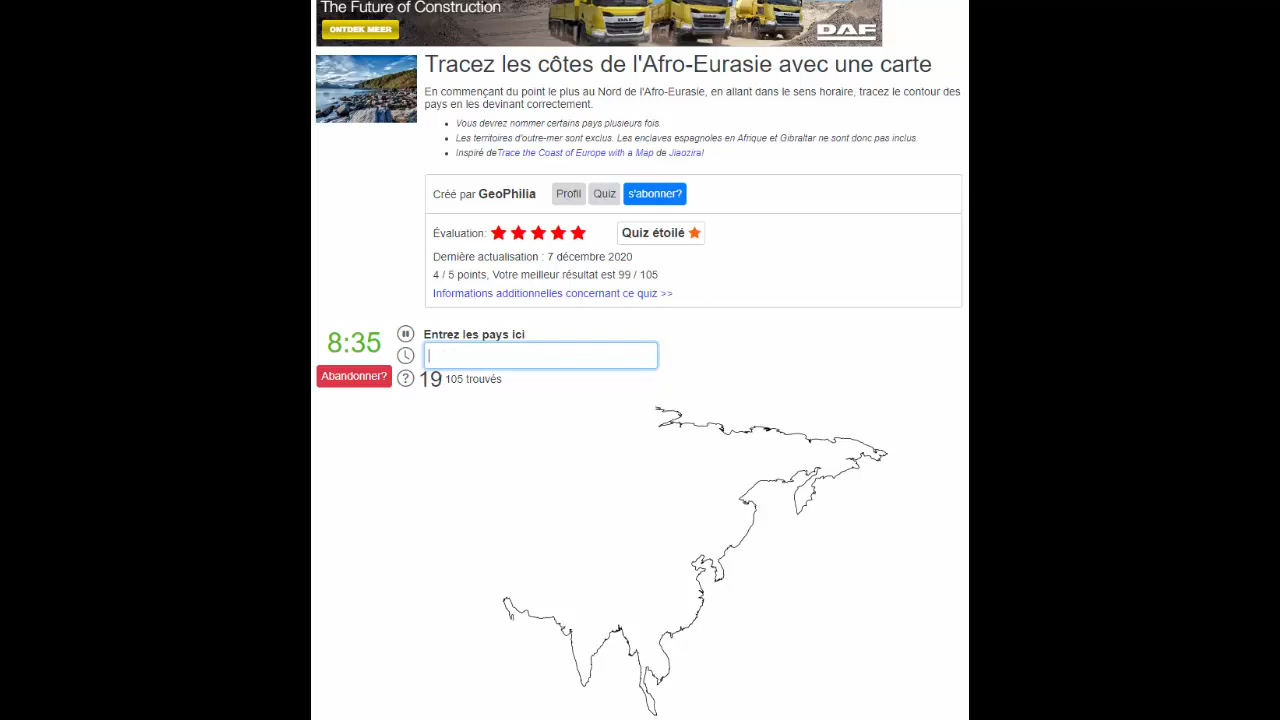 The Future of Construction
ONTDEK MEER
DAF
DAF
DAF
DAF
Tracez les côtes de l'Afro-Eurasie avec une carte
En commençant du point le plus au Nord de l'Afro-Eurasie, en allant dans le sens horaire, tracez le contour des
pays en les devinant correctement.
Vous devrez nommer certains pays plusieurs fois.
Les territoires d'outre-mer sont exclus. Les enclaves espagnoles en Afrique et Gibraltar ne sont donc pas inclus.
Inspiré deTrace the Coast of Europe with a Map de Jiaozira!
Créé par GeoPhilia Profil Quiz s'abonner?
Évaluation: Quiz étoilé
Dernière actualisation : 7 décembre 2020
4 / 5 points, Votre meilleur résultat est 99 / 105
Informations additionnelles concernant ce quiz >>
8:35
Entrez les pays ici
Abandonner?
? 19 105 trouvés